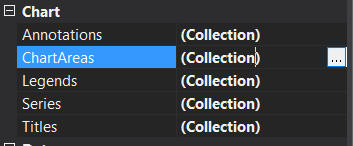 Chart
Annotations (Collection)
ChartAreas (Collection) ...
Legends (Collection)
Series (Collection)
Titles (Collection)